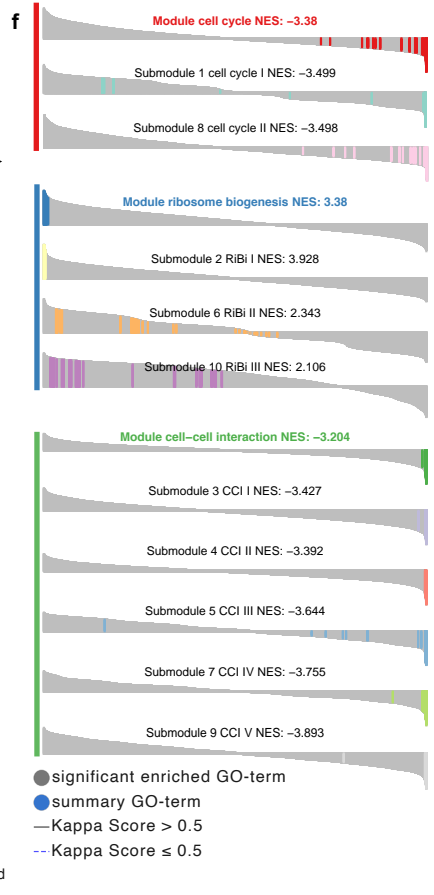 f
Module cell cycle NES: −3.38
Submodule 1 cell cycle I NES: −3.499
Submodule 8 cell cycle II NES: −3.498
Module ribosome biogenesis NES: 3.38
Submodule 2 RiBi I NES: 3.928
Submodule 6 RiBi II NES: 2.343
Submodule 10 RiBi III NES: 2.106
Module cell−cell interaction NES: −3.204
Submodule 3 CCI I NES: −3.427
Submodule 4 CCI II NES: −3.392
Submodule 5 CCI III NES: −3.644
Submodule 7 CCI IV NES: −3.755
Submodule 9 CCI V NES: −3.893
significant enriched GO-term
summary GO-term
Kappa Score > 0.5
Kappa Score ≤ 0.5
d